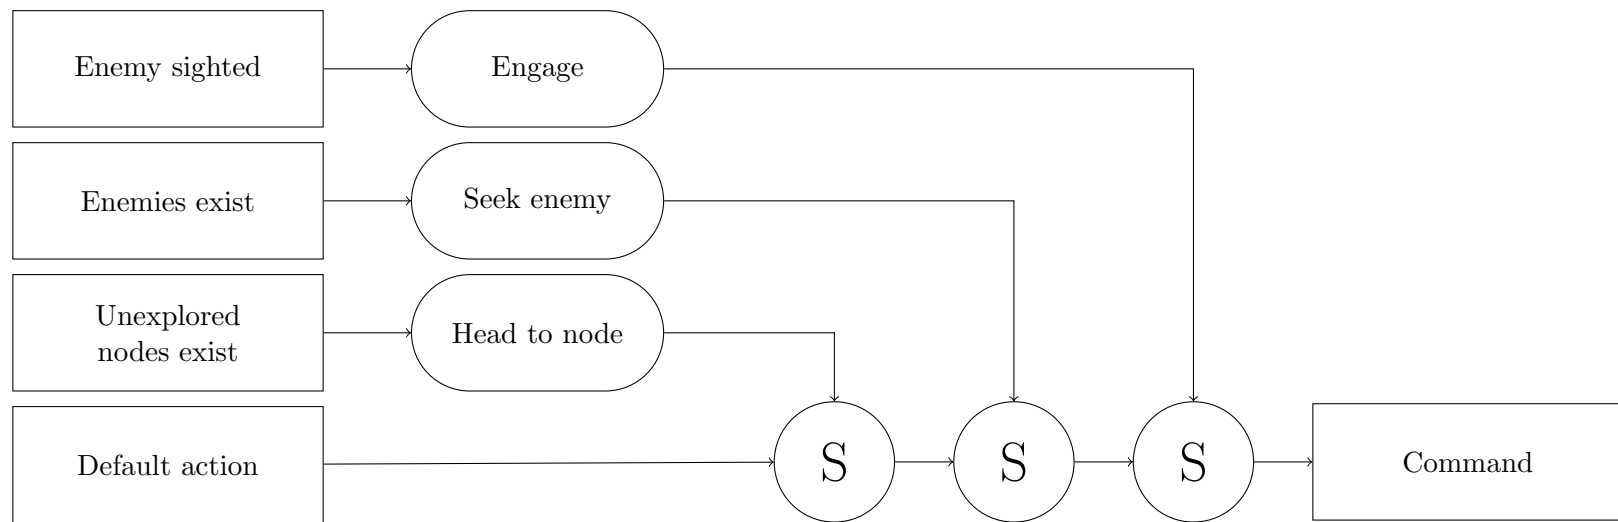 Enemy sighted
Engage
Enemies exist
Seek enemy
Unexplored
nodes exist
Head to node
Default action
S
S
S
Command